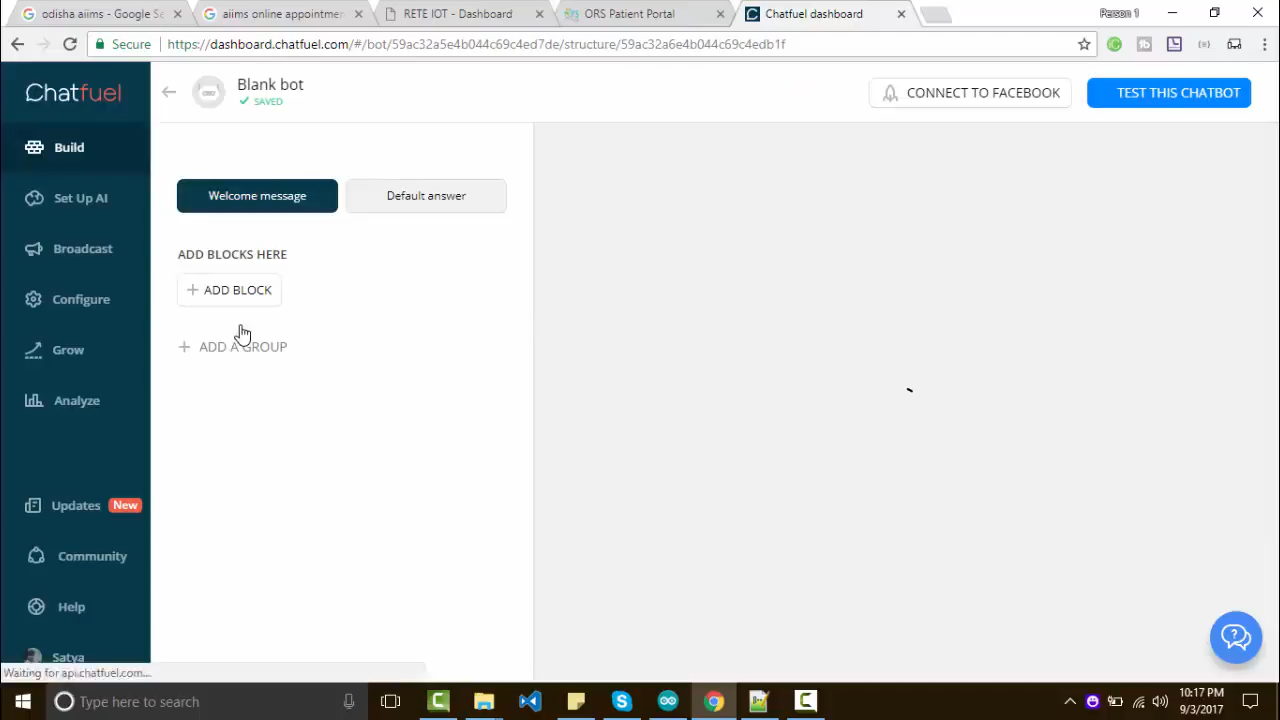 odisha aiims - Google Se
aiims online appointmen
RETE IOT - Dashboard
ORS Patient Portal
Chatfuel dashboard
Person 1
Secure
https://dashboard.chatfuel.com/#/bot/59ac32a5e4b044c69c4ed7de/structure/59ac32a6e4b044c69c4edb1f
Chatfuel
Blank bot
SAVED
CONNECT TO FACEBOOK
TEST THIS CHATBOT
Build
Set Up AI
Broadcast
Configure
Grow
Analyze
Updates New
Community
Help
Satya
Welcome message
Default answer
ADD BLOCKS HERE
+ ADD BLOCK
+ ADD A GROUP
Waiting for api.chatfuel.com...
Type here to search
10:17 PM
9/3/2017